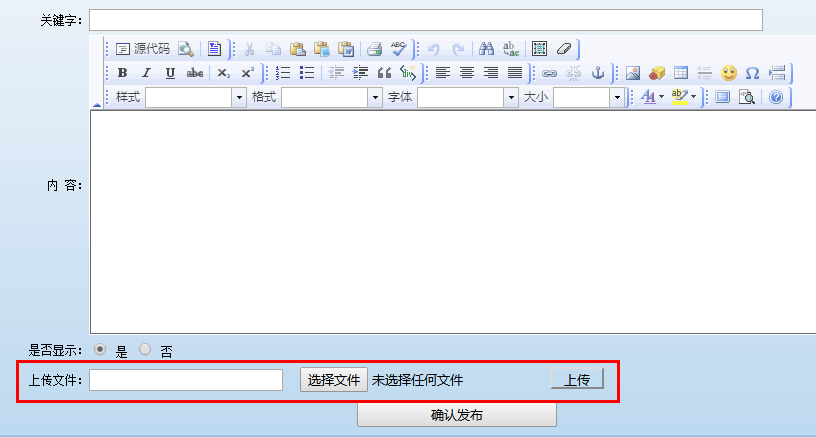 关键字：
源代码
B I U abc X₂ X²
样式 格式 字体 大小
内 容：
是否显示： 是 否
上传文件： 选择文件 未选择任何文件 上传
确认发布